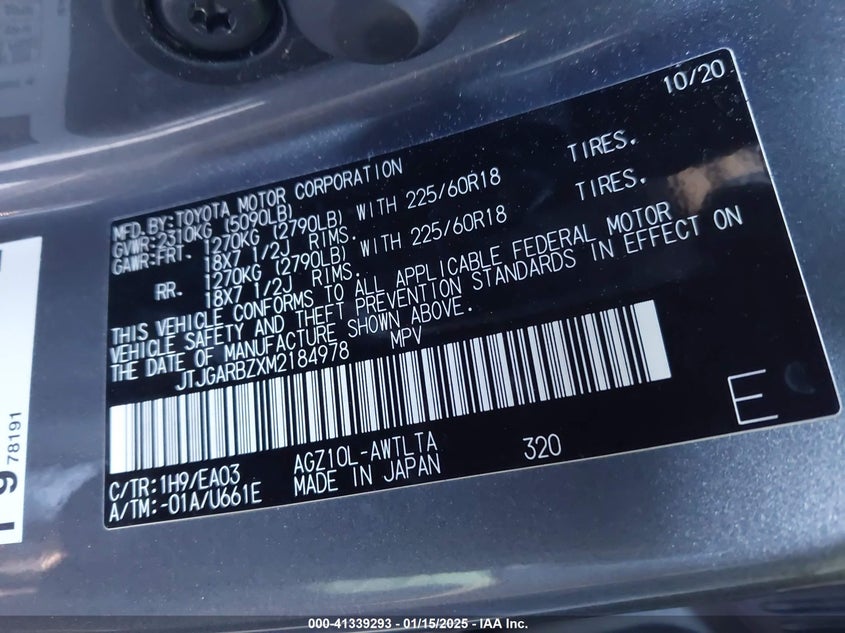 10/20
MFD.BY:TOYOTA MOTOR CORPORATION
GVWR:2310KG (5090LB)
GAWR:FRT. 1270KG (2790LB) WITH 225/60R18 TIRES.
18X7 1/2J RIMS.
RR. 1270KG (2790LB) WITH 225/60R18 TIRES.
18X7 1/2J RIMS.
THIS VEHICLE CONFORMS TO ALL APPLICABLE FEDERAL MOTOR
VEHICLE SAFETY AND THEFT PREVENTION STANDARDS IN EFFECT ON
THE DATE OF MANUFACTURE SHOWN ABOVE.
JTJGARBZXM2184978 MPV
E
C/TR:1H9/EA03 AGZ10L-AWTLTA 320
A/TM:-01A/U661E MADE IN JAPAN
78191
000-41339293 - 01/15/2025 - IAA Inc.